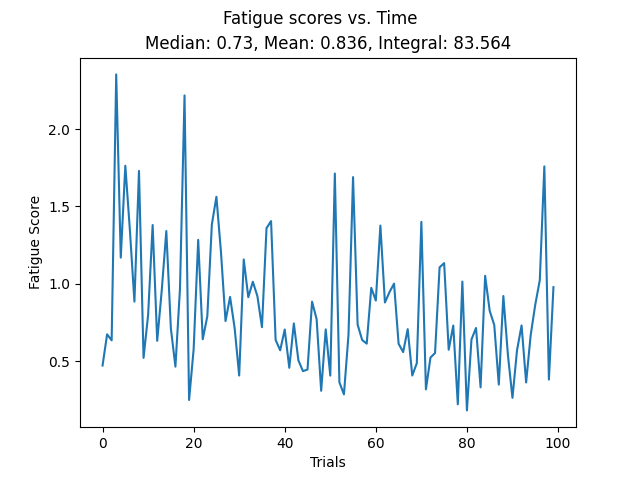 Fatigue scores vs. Time
Median: 0.73, Mean: 0.836, Integral: 83.564
2.0
1.5
1.0
0.5
Fatigue Score
0 20 40 60 80 100
Trials